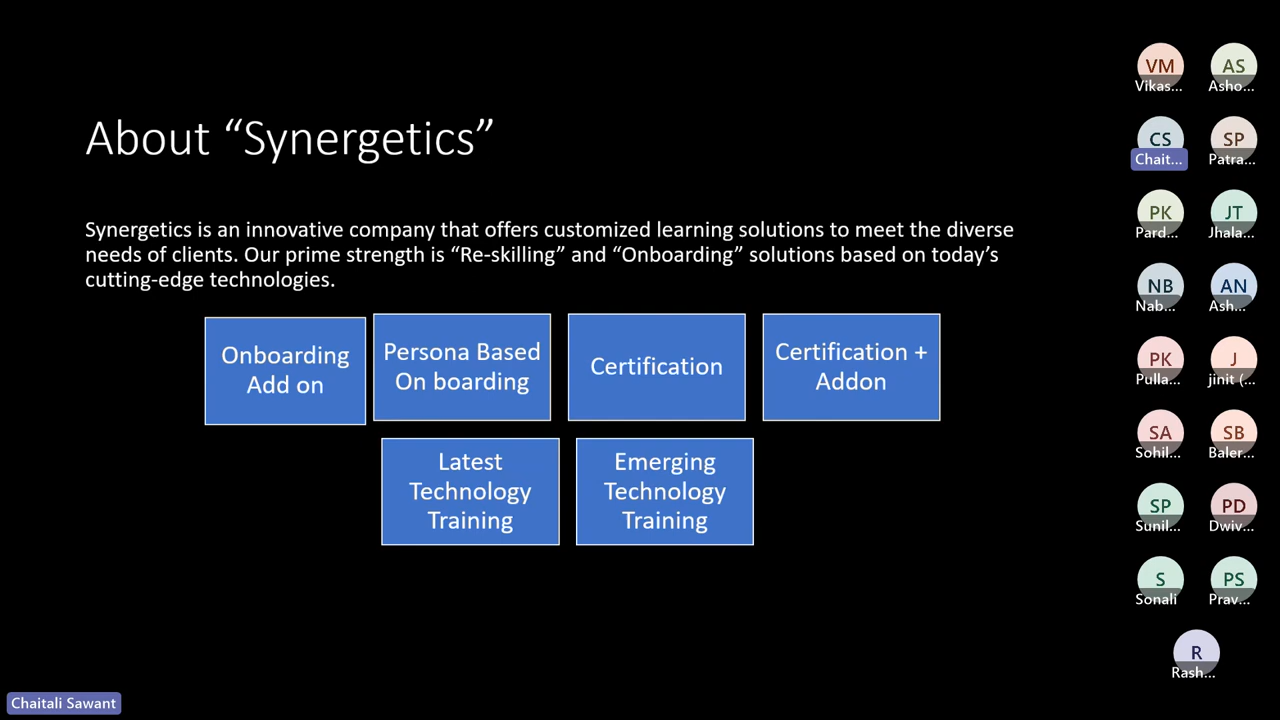 About “Synergetics”
Synergetics is an innovative company that offers customized learning solutions to meet the diverse
needs of clients. Our prime strength is “Re-skilling” and “Onboarding” solutions based on today’s
cutting-edge technologies.
Onboarding
Add on
Persona Based
On boarding
Certification
Certification +
Addon
Latest
Technology
Training
Emerging
Technology
Training
VM
Vikas...
AS
Asho...
CS
Chait...
SP
Patra...
PK
Pard...
JT
Jhala...
NB
Nab...
AN
Ash...
PK
Pulla...
J
jinit (...
SA
Sohil...
SB
Baler...
SP
Sunil...
PD
Dwiv...
S
Sonali
PS
Prav...
R
Rash...
Chaitali Sawant